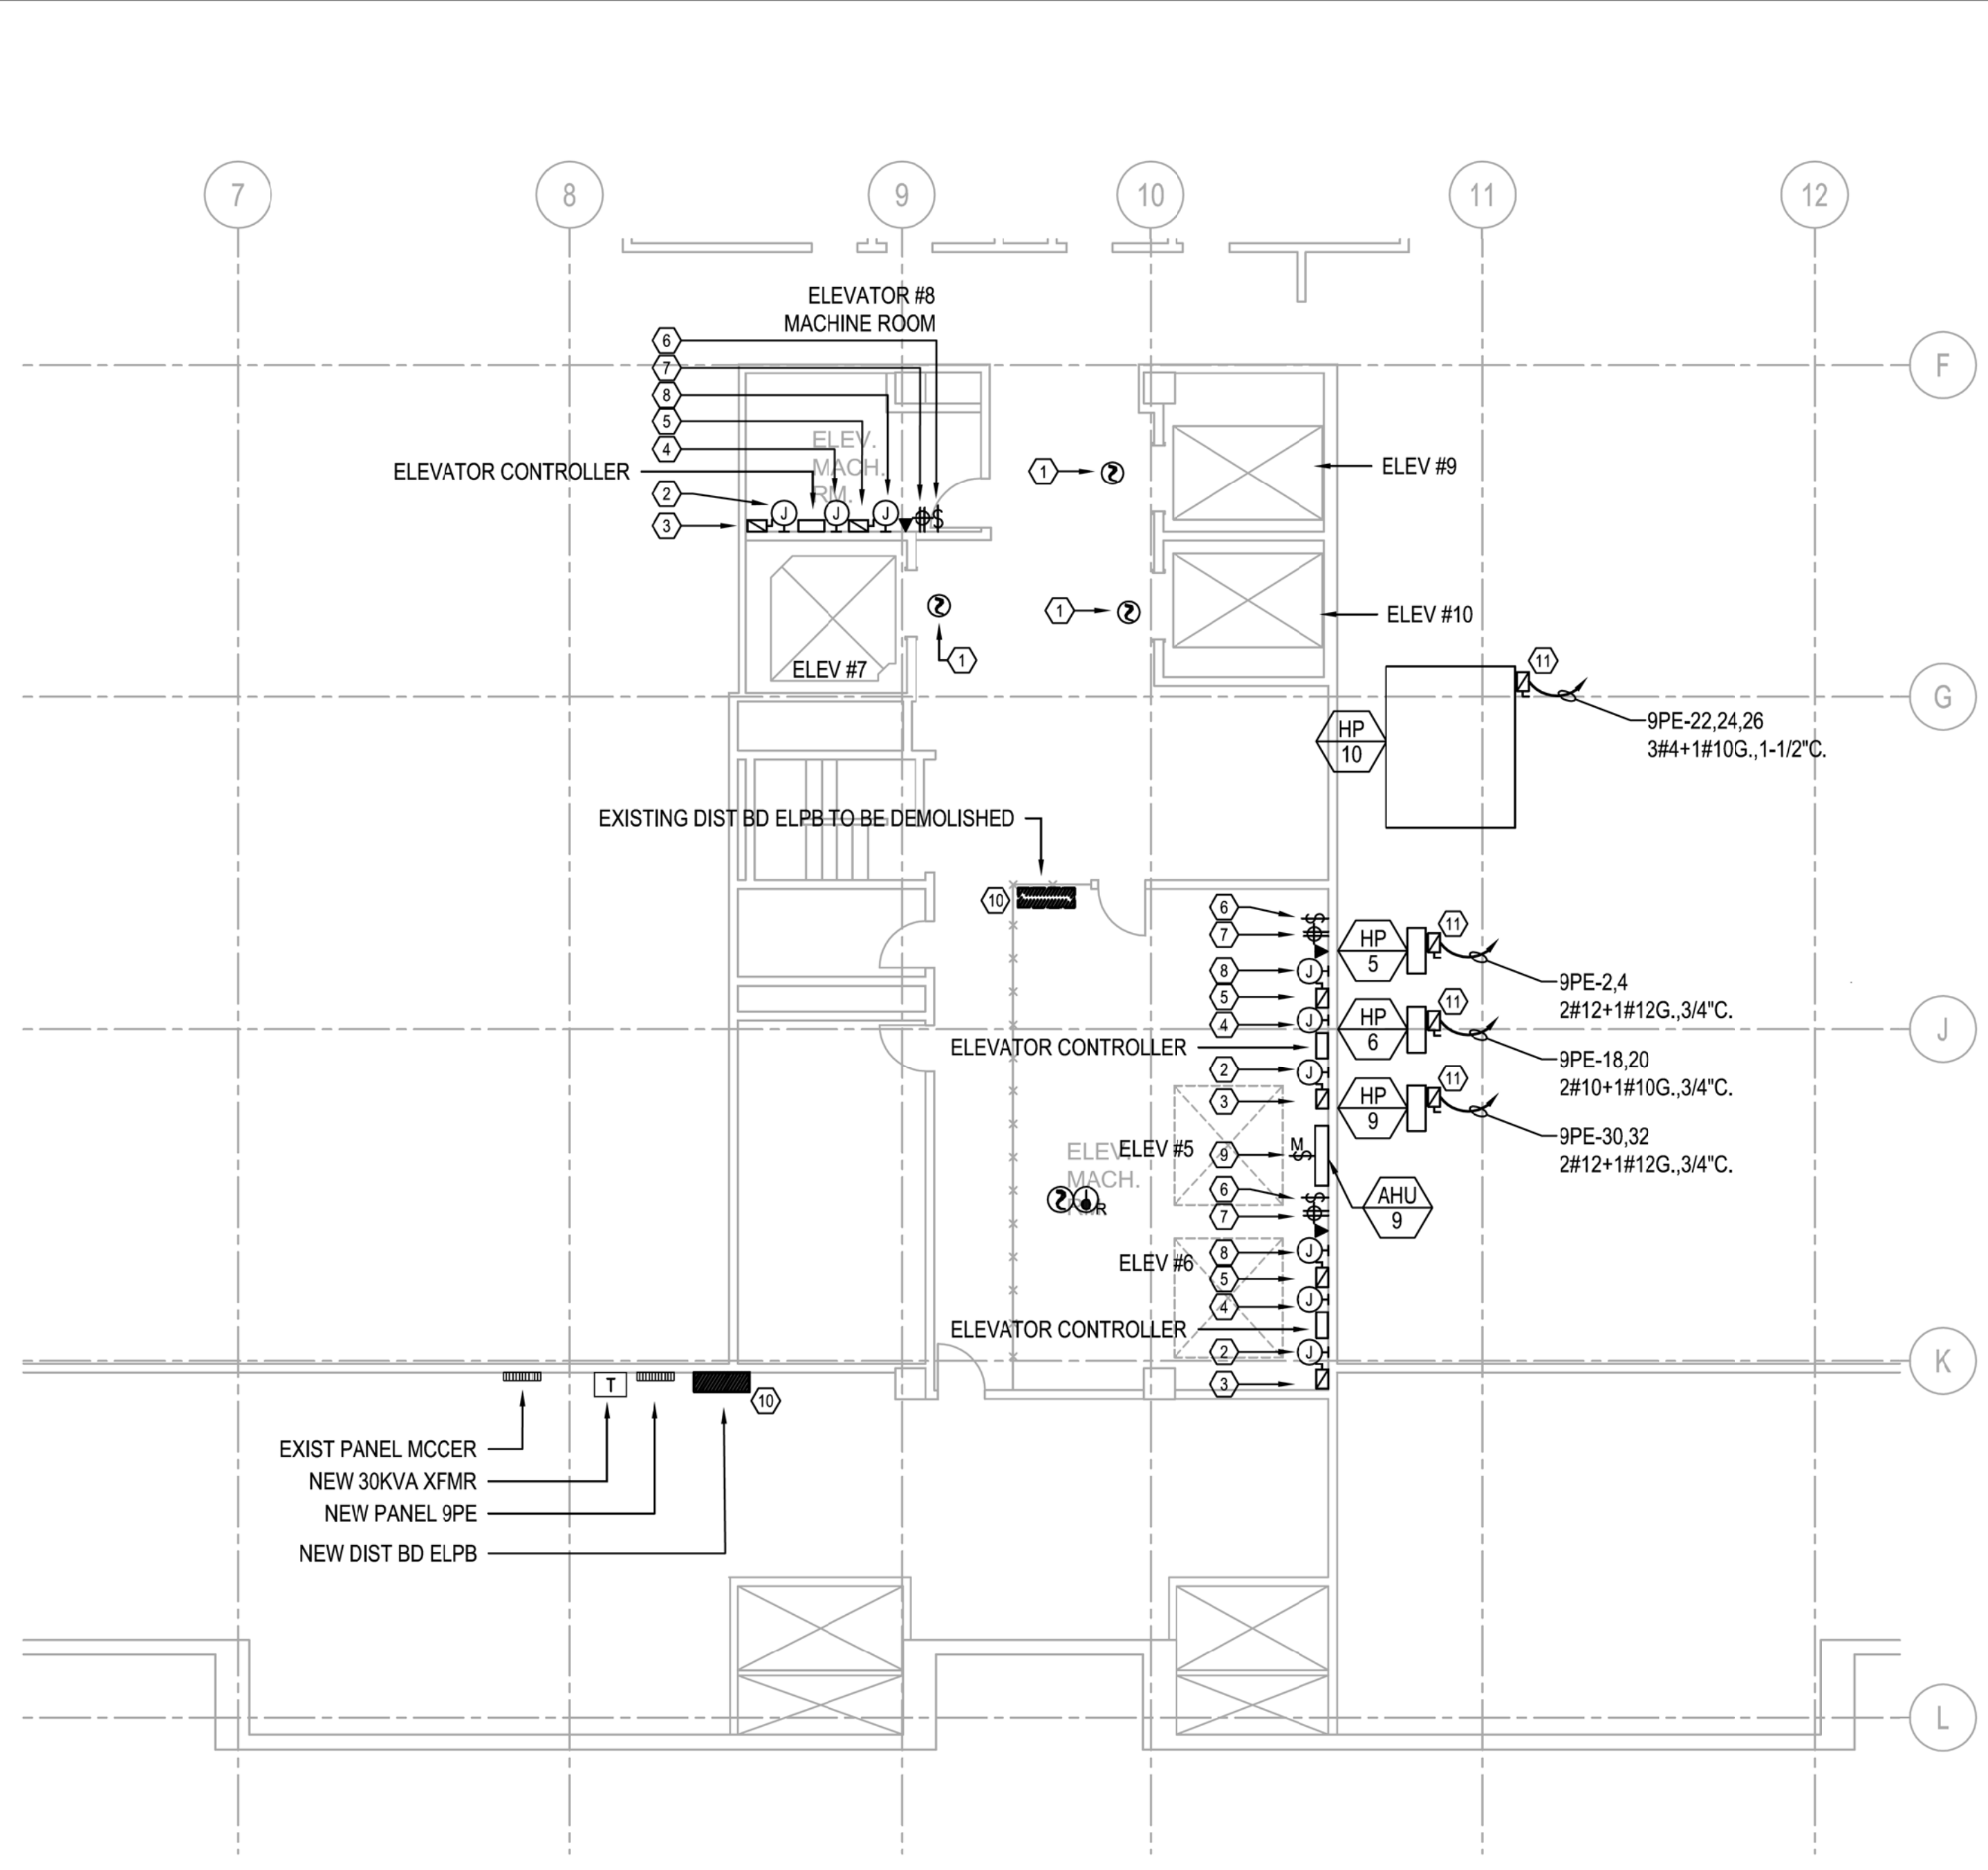 7
8
9
10
11
12
ELEVATOR #8
MACHINE ROOM
6
7
8
5
4
ELEVATOR CONTROLLER
2
3
ELEV.
MACH.
RM.
J
J
J
$
F
1
ELEV #9
1
ELEV #10
ELEV #7
1
11
G
HP
10
9PE-22,24,26
3#4+1#10G.,1-1/2"C.
EXISTING DIST BD ELPB TO BE DEMOLISHED
10
6
7
8
5
4
ELEVATOR CONTROLLER
2
3
$
J
J
J
HP
5
11
9PE-2,4
2#12+1#12G.,3/4"C.
HP
6
11
J
9PE-18,20
2#10+1#10G.,3/4"C.
HP
9
11
9PE-30,32
2#12+1#12G.,3/4"C.
ELEV.
MACH.
ELEV #5
9
M
$
R
AHU
9
6
7
ELEV #6
8
5
4
ELEVATOR CONTROLLER
2
3
$
J
J
J
K
T
10
EXIST PANEL MCCER
NEW 30KVA XFMR
NEW PANEL 9PE
NEW DIST BD ELPB
L